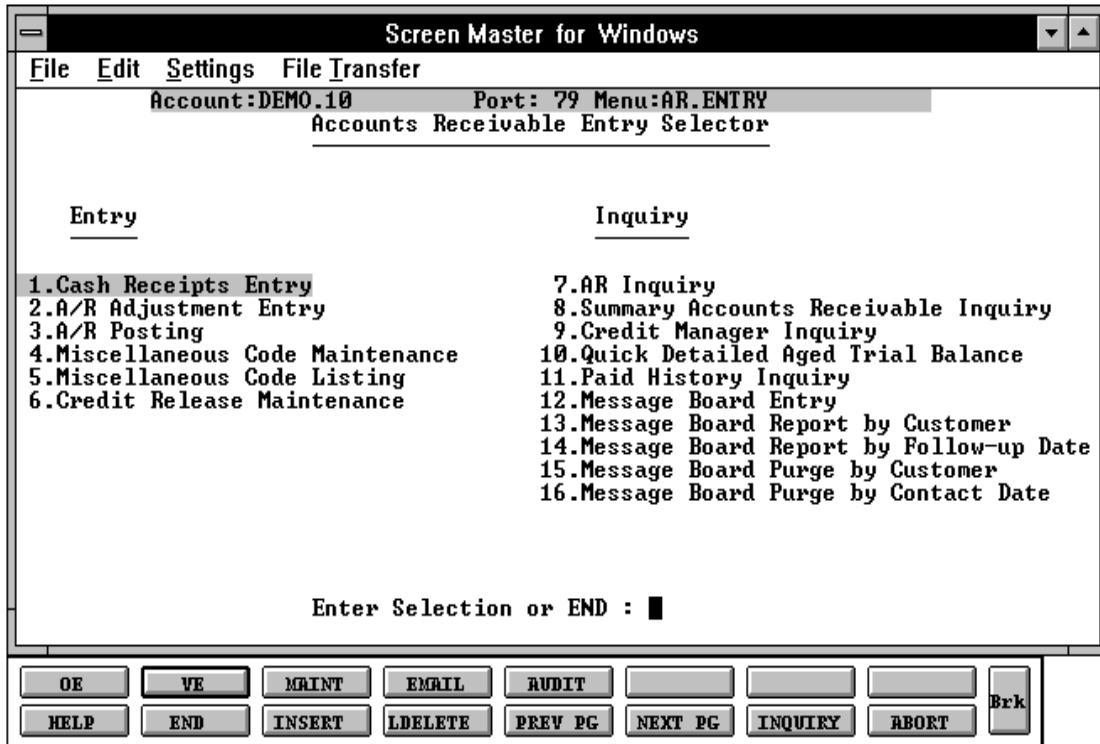 Screen Master for Windows
File Edit Settings File Transfer
Account:DEMO.10 Port: 79 Menu:AR.ENTRY
Accounts Receivable Entry Selector
Entry Inquiry
1.Cash Receipts Entry 7.AR Inquiry
2.A/R Adjustment Entry 8.Summary Accounts Receivable Inquiry
3.A/R Posting 9.Credit Manager Inquiry
4.Miscellaneous Code Maintenance 10.Quick Detailed Aged Trial Balance
5.Miscellaneous Code Listing 11.Paid History Inquiry
6.Credit Release Maintenance 12.Message Board Entry
13.Message Board Report by Customer
14.Message Board Report by Follow-up Date
15.Message Board Purge by Customer
16.Message Board Purge by Contact Date
Enter Selection or END :
OE VE MAINT EMAIL AUDIT Brk
HELP END INSERT LDELETE PREV PG NEXT PG INQUIRY ABORT